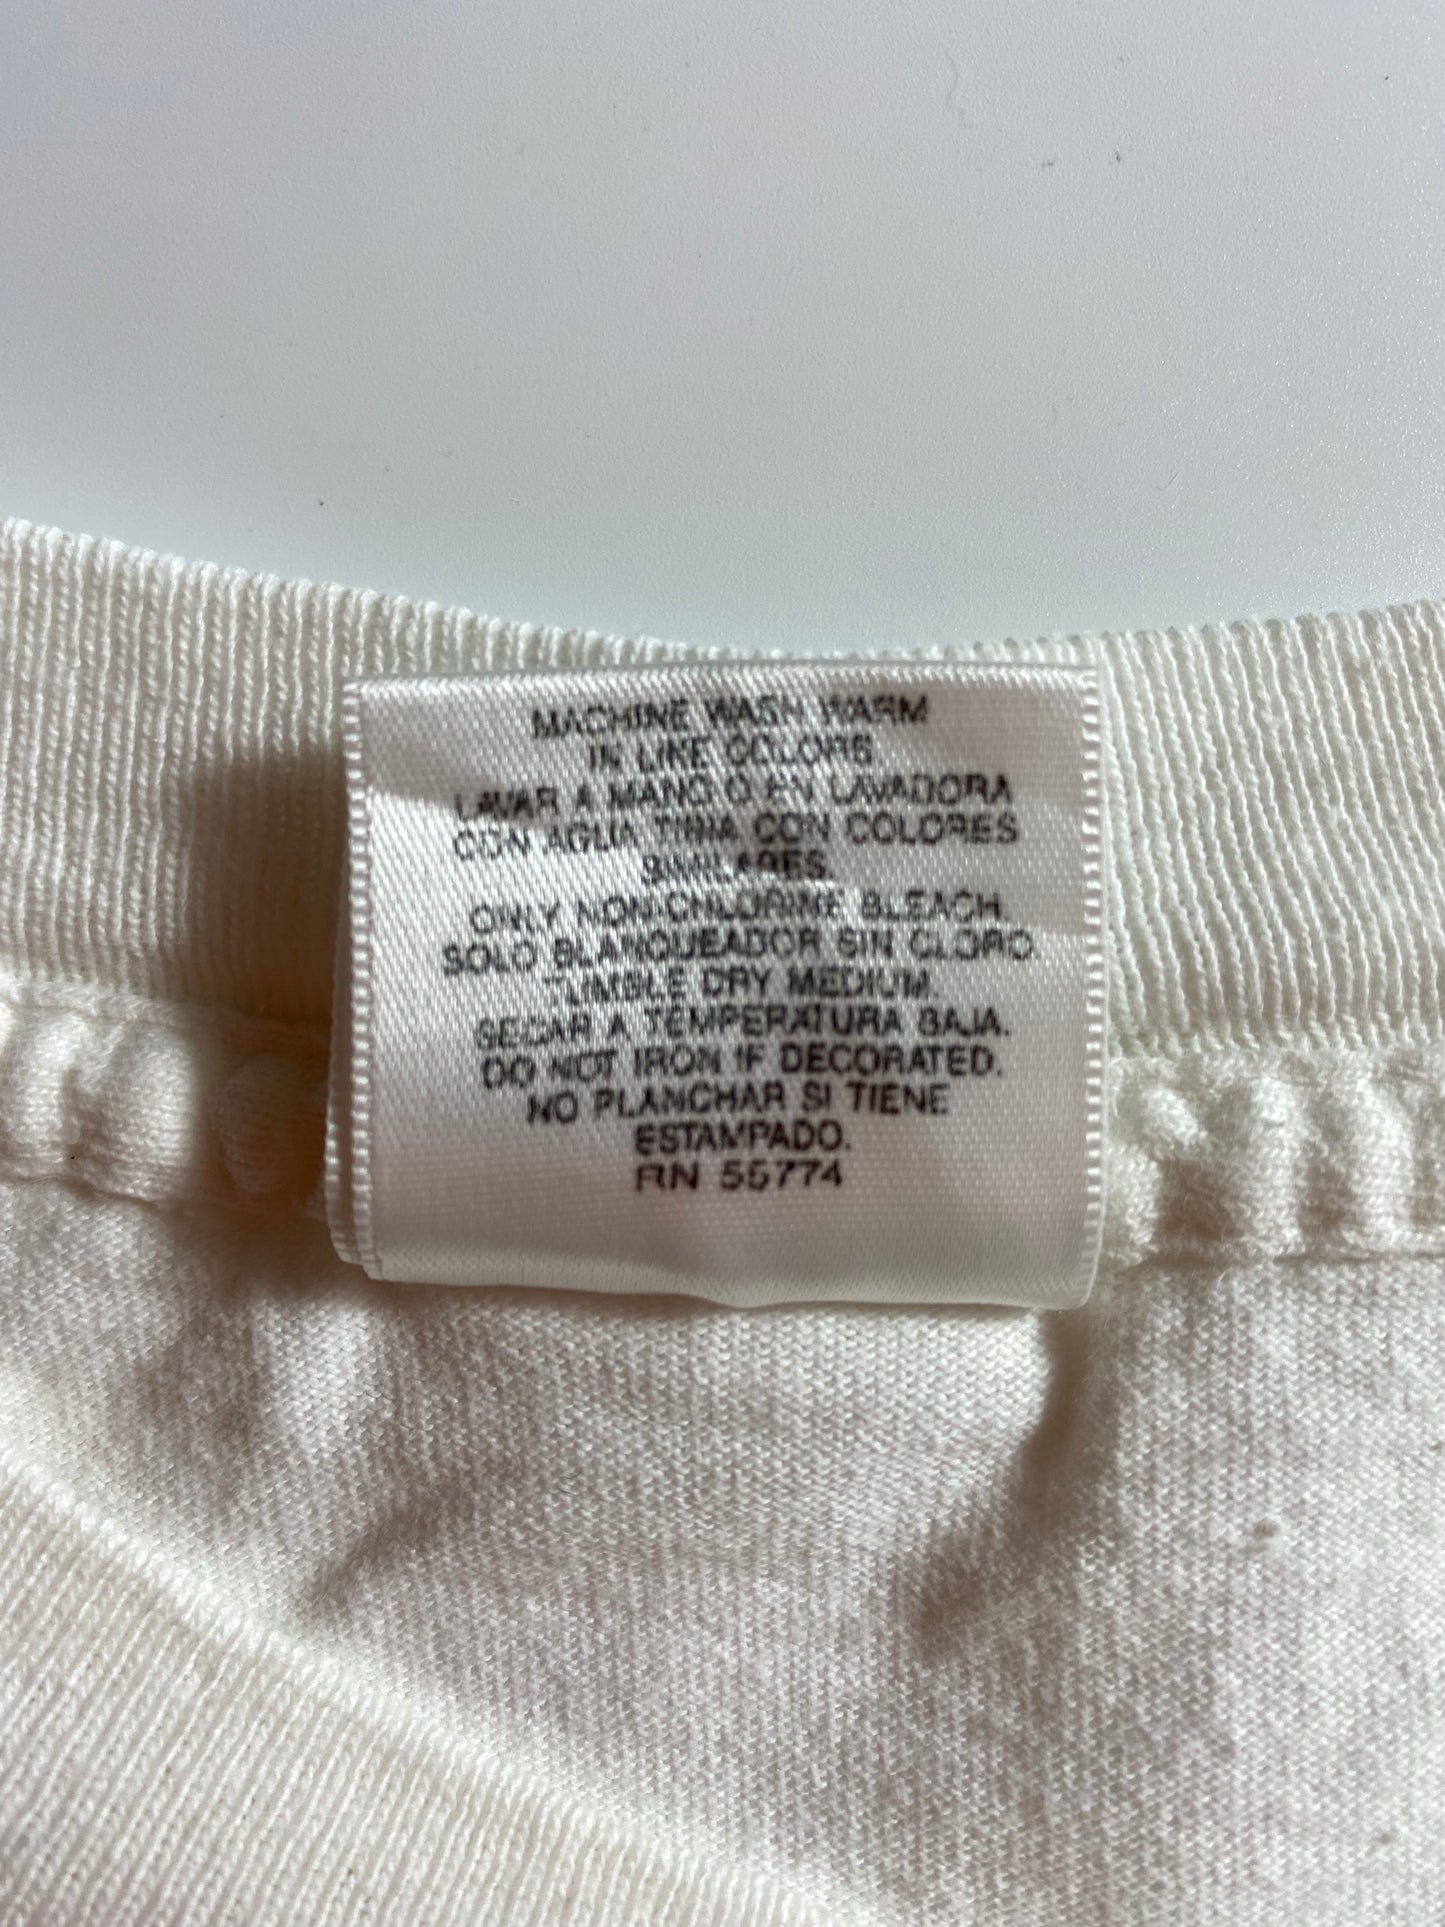 MACHINE WASH WARM
IN LIKE COLORS
LAVAR A MANO O EN LAVADORA
CON AGUA TIBIA CON COLORES
SIMILARES.
ONLY NON-CHLORINE BLEACH.
SOLO BLANQUEADOR SIN CLORO.
TUMBLE DRY MEDIUM.
SECAR A TEMPERATURA BAJA.
DO NOT IRON IF DECORATED.
NO PLANCHAR SI TIENE
ESTAMPADO.
RN 55774